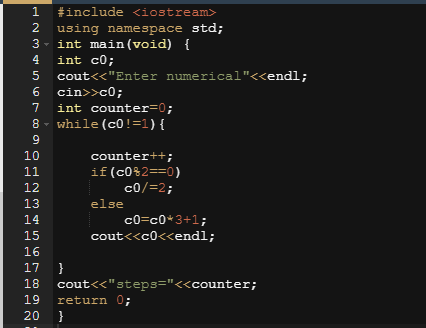 1 #include <iostream>
2 using namespace std;
3 int main(void) {
4 int c0;
5 cout<<"Enter numerical"<<endl;
6 cin>>c0;
7 int counter=0;
8 while(c0!=1){
9
10 counter++;
11 if(c0%2==0)
12 c0/=2;
13 else
14 c0=c0*3+1;
15 cout<<c0<<endl;
16
17 }
18 cout<<"steps="<<counter;
19 return 0;
20 }